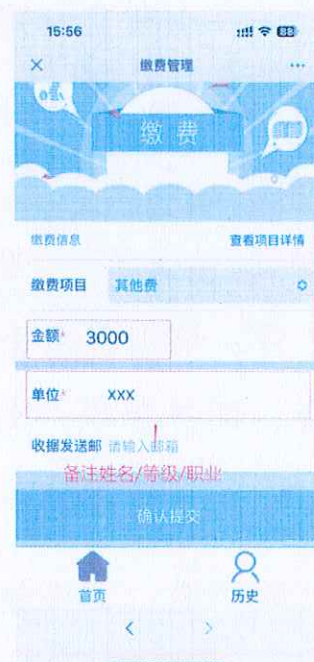 15:56
88
缴费管理
缴费
缴费信息 查看项目详情
缴费项目 其他费
金额* 3000
单位* XXX
收据发送邮 请输入邮箱
备注姓名/等级/职业
确认提交
首页 历史